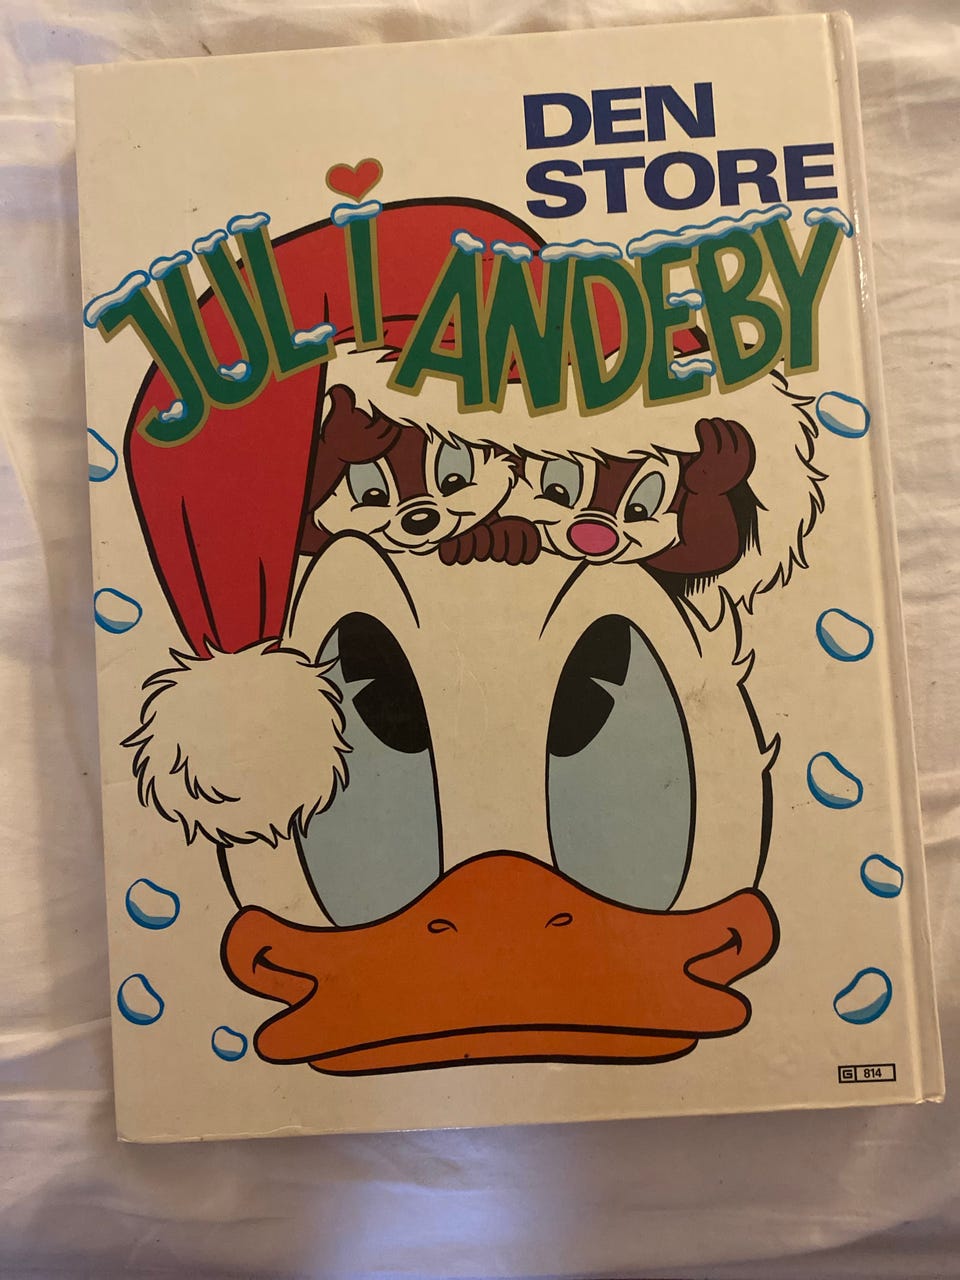 DEN
STORE
JUL i ANDEBY
G 814